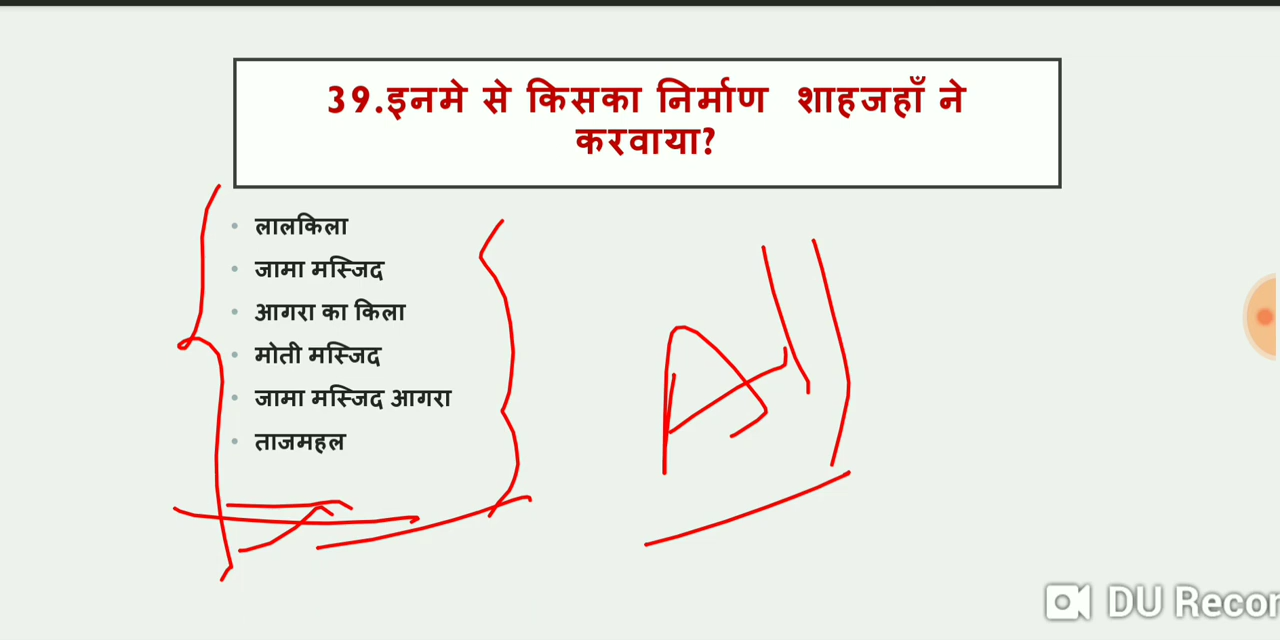 39.इनमे से किसका निर्माण शाहजहाँ ने
करवाया?
लालकिला
जामा मस्जिद
आगरा का किला
मोती मस्जिद
जामा मस्जिद आगरा
ताजमहल
All
DU Recor